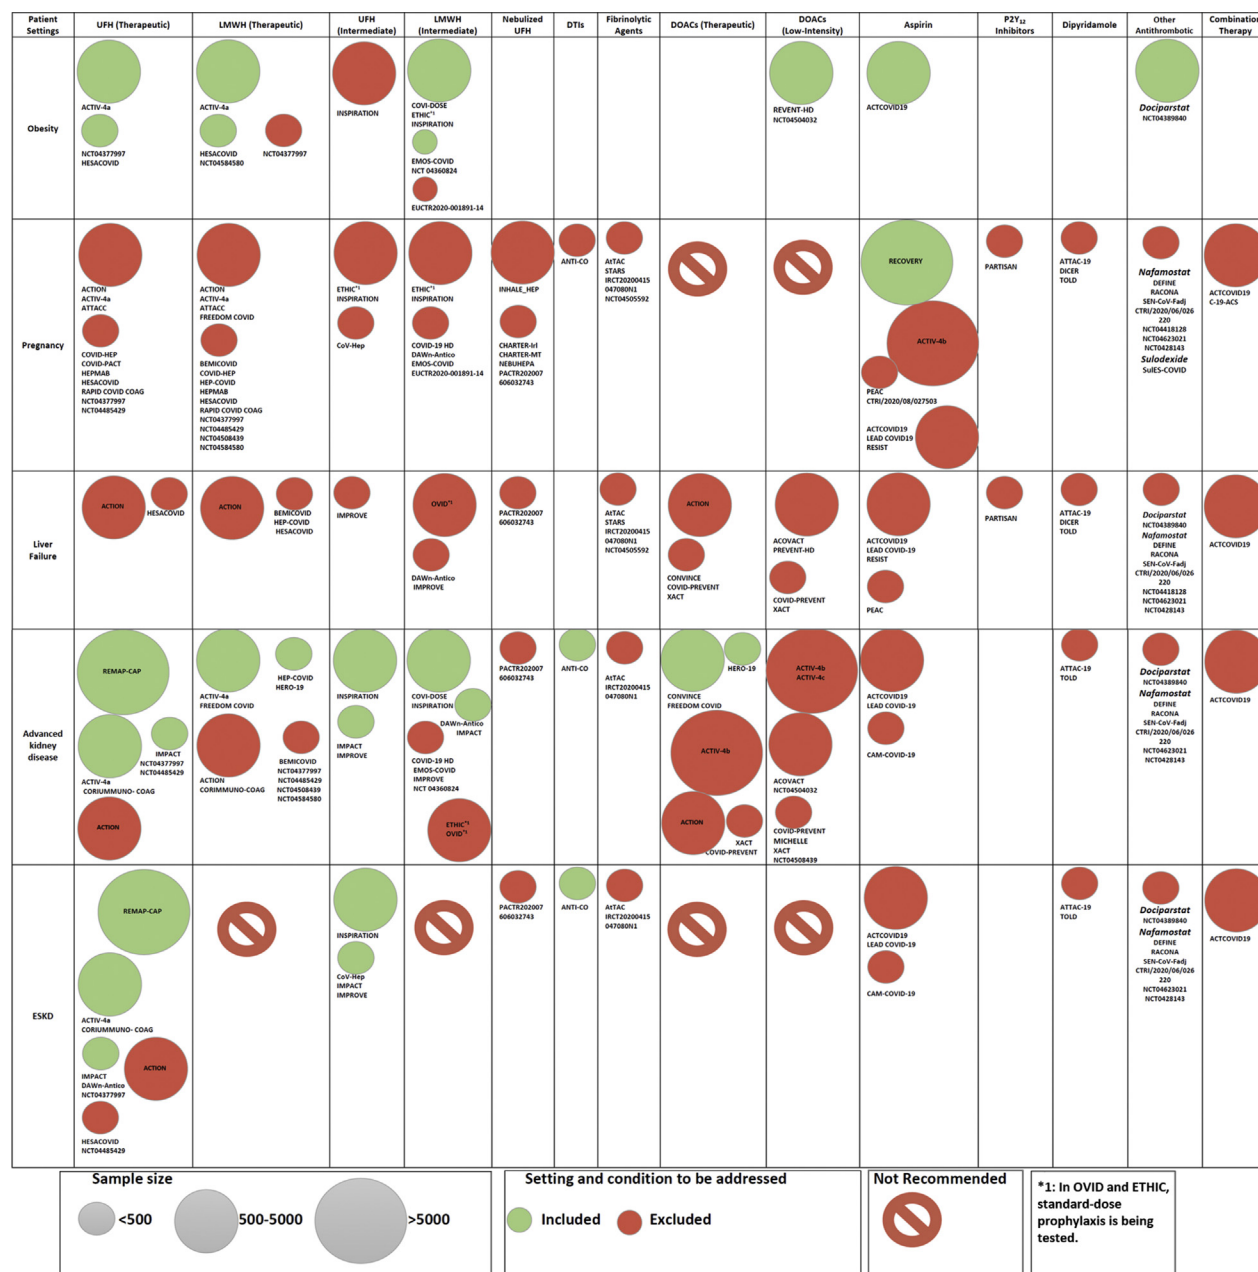 Patient Settings
UFH (Therapeutic)
LMWH (Therapeutic)
UFH (Intermediate)
LMWH (Intermediate)
Nebulized UFH
DTIs
Fibrinolytic Agents
DOACs (Therapeutic)
DOACs (Low-Intensity)
Aspirin
P2Y12 Inhibitors
Dipyridamole
Other Antithrombotic
Combination Therapy
Obesity
ACTIV-4a
NCT04377997
HESACOVID
ACTIV-4a
HESACOVID
NCT04584580
NCT04377997
INSPIRATION
COVI-DOSE
ETHIC*1
INSPIRATION
EMOS-COVID
NCT 04360824
EUCTR2020-001891-14
REVENT-HD
NCT04504032
ACTCOVID19
Dociparstat
NCT04389840
Pregnancy
ACTION
ACTIV-4a
ATTACC
COVID-HEP
COVID-PACT
HEPMAB
HESACOVID
RAPID COVID COAG
NCT04377997
NCT04485429
ACTION
ACTIV-4a
ATTACC
FREEDOM COVID
BEMICOVID
COVID-HEP
HEP-COVID
HEPMAB
HESACOVID
RAPID COVID COAG
NCT04377997
NCT04485429
NCT04508439
NCT04584580
ETHIC*1
INSPIRATION
CoV-Hep
ETHIC*1
INSPIRATION
COVID-19 HD
DAWn-Antico
EMOS-COVID
EUCTR2020-001891-14
INHALE_HEP
CHARTER-Irl
CHARTER-MT
NEBUHEPA
PACTR202007
606032743
ANTI-CO
AtTAC
STARS
IRCT20200415
047080N1
NCT04505592
RECOVERY
ACTIV-4b
PEAC
CTRI/2020/08/027503
ACTCOVID19
LEAD COVID19
RESIST
PARTISAN
ATTAC-19
DICER
TOLD
Nafamostat
DEFINE
RACONA
SEN-CoV-Fadj
CTRI/2020/06/026
220
NCT04418128
NCT04623021
NCT0428143
Sulodexide
SulES-COVID
ACTCOVID19
C-19-ACS
Liver Failure
ACTION
HESACOVID
ACTION
BEMICOVID
HEP-COVID
HESACOVID
IMPROVE
OVID*1
DAWn-Antico
IMPROVE
PACTR202007
606032743
AtTAC
STARS
IRCT20200415
047080N1
NCT04505592
ACTION
CONVINCE
COVID-PREVENT
XACT
ACOVACT
PREVENT-HD
COVID-PREVENT
XACT
ACTCOVID19
LEAD COVID-19
RESIST
PEAC
PARTISAN
ATTAC-19
DICER
TOLD
Dociparstat
NCT04389840
Nafamostat
DEFINE
RACONA
SEN-CoV-Fadj
CTRI/2020/06/026
220
NCT04418128
NCT04623021
NCT0428143
ACTCOVID19
Advanced kidney disease
REMAP-CAP
IMPACT
NCT04377997
NCT04485429
ACTIV-4a
CORIUMMUNO- COAG
ACTION
ACTIV-4a
FREEDOM COVID
HEP-COVID
HERO-19
ACTION
CORIMMUNO-COAG
BEMICOVID
NCT04377997
NCT04485429
NCT04508439
NCT04584580
INSPIRATION
IMPACT
IMPROVE
COVI-DOSE
INSPIRATION
DAWn-Antico
IMPACT
COVID-19 HD
EMOS-COVID
IMPROVE
NCT 04360824
ETHIC*1
OVID*1
PACTR202007
606032743
ANTI-CO
AtTAC
IRCT20200415
047080N1
HERO-19
CONVINCE
FREEDOM COVID
ACTIV-4b
ACTION
XACT
COVID-PREVENT
ACTIV-4b
ACTIV-4c
ACOVACT
NCT04504032
COVID-PREVENT
MICHELLE
XACT
NCT04508439
ACTCOVID19
LEAD COVID-19
CAM-COVID-19
ATTAC-19
TOLD
Dociparstat
NCT04389840
Nafamostat
DEFINE
RACONA
SEN-CoV-Fadj
CTRI/2020/06/026
220
NCT04623021
NCT0428143
ACTCOVID19
ESKD
REMAP-CAP
ACTIV-4a
CORIUMMUNO- COAG
IMPACT
DAWn-Antico
NCT04377997
ACTION
HESACOVID
NCT04485429
INSPIRATION
CoV-Hep
IMPACT
IMPROVE
PACTR202007
606032743
ANTI-CO
AtTAC
IRCT20200415
047080N1
ACTCOVID19
LEAD COVID-19
CAM-COVID-19
ATTAC-19
TOLD
Dociparstat
NCT04389840
Nafamostat
DEFINE
RACONA
SEN-CoV-Fadj
CTRI/2020/06/026
220
NCT04623021
NCT0428143
ACTCOVID19
Sample size
<500
500-5000
>5000
Setting and condition to be addressed
Included
Excluded
Not Recommended
*1: In OVID and ETHIC,
standard-dose
prophylaxis is being
tested.